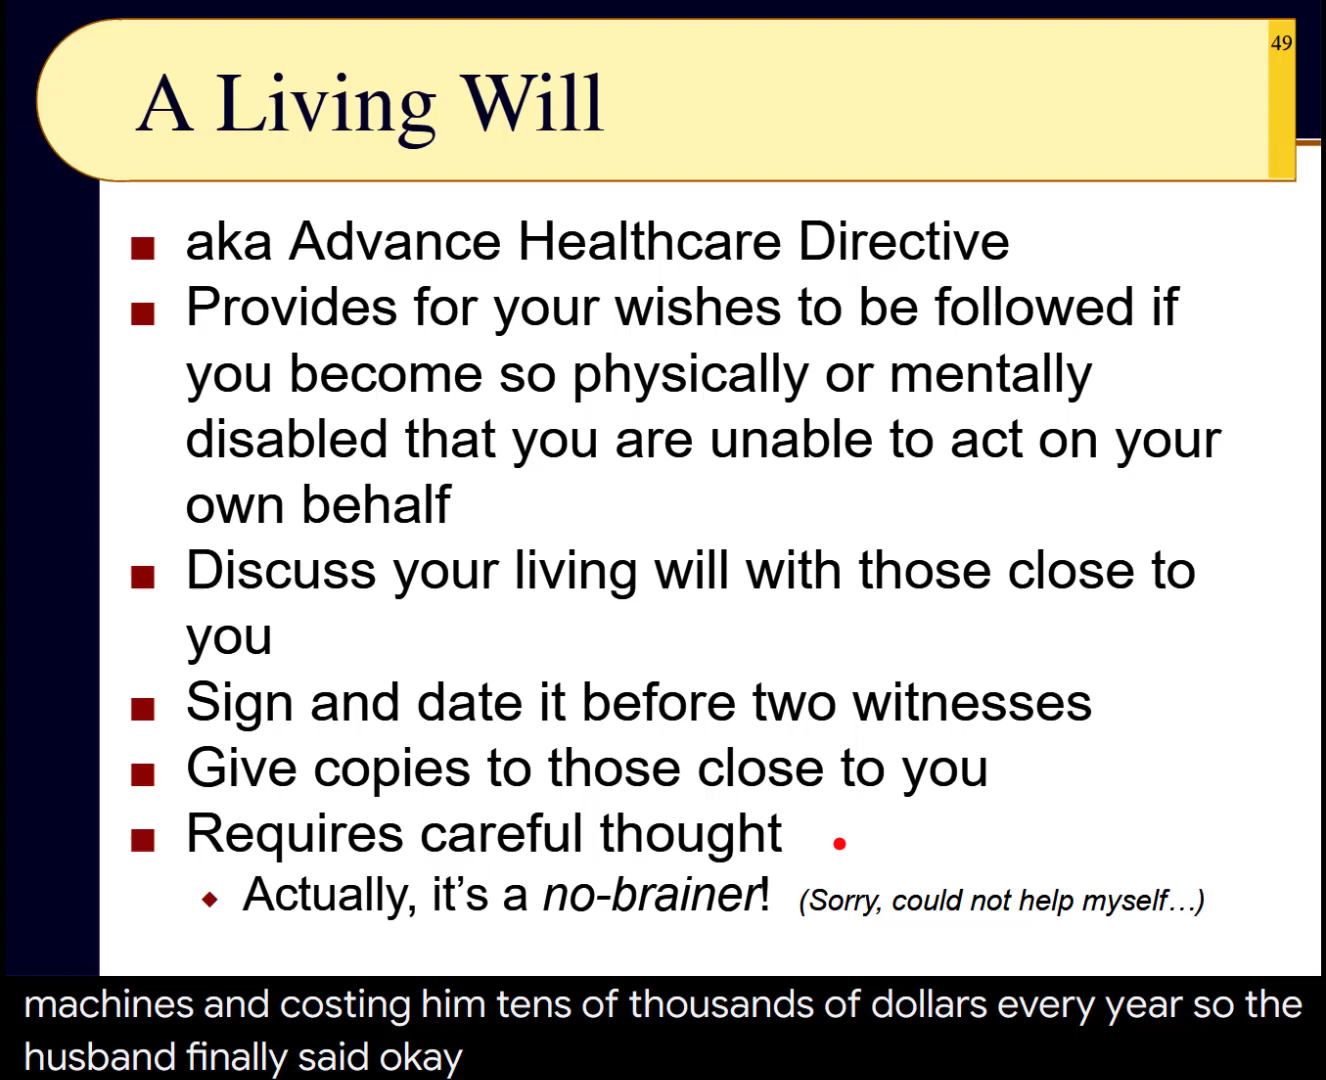 49
A Living Will
aka Advance Healthcare Directive
Provides for your wishes to be followed if
you become so physically or mentally
disabled that you are unable to act on your
own behalf
Discuss your living will with those close to
you
Sign and date it before two witnesses
Give copies to those close to you
Requires careful thought
Actually, it's a no-brainer! (Sorry, could not help myself…)
machines and costing him tens of thousands of dollars every year so the
husband finally said okay